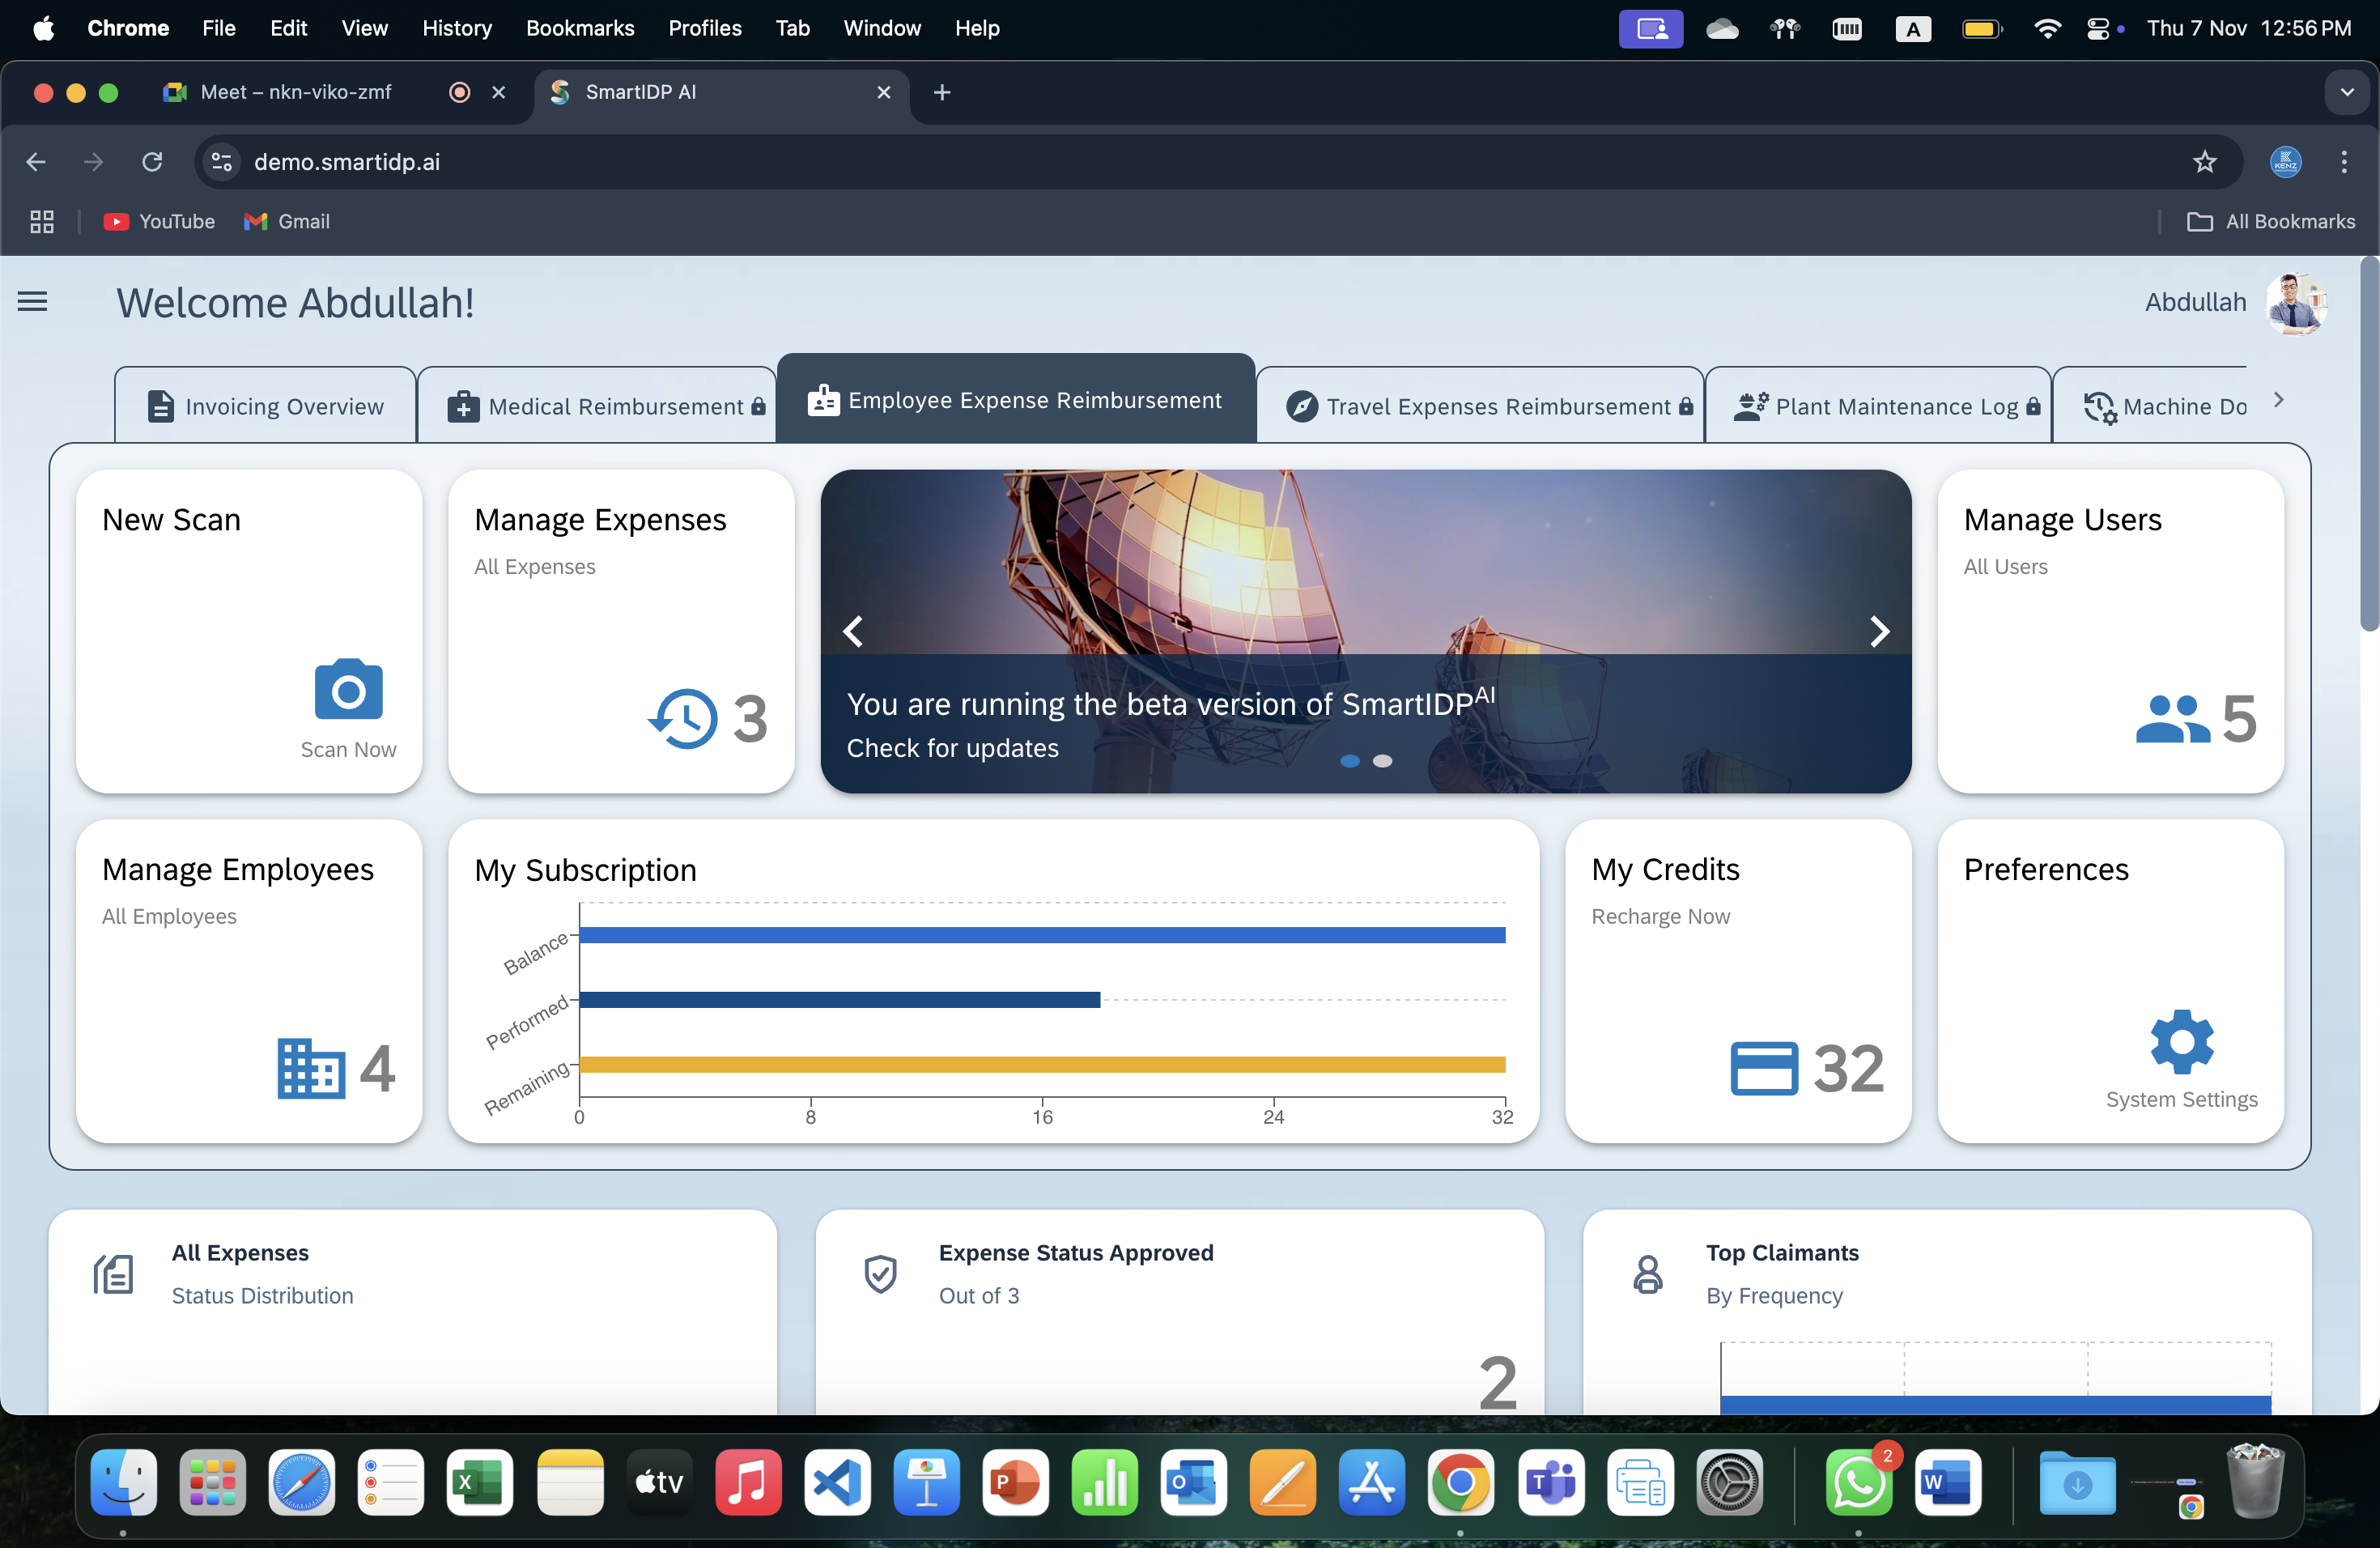 Chrome File Edit View History Bookmarks Profiles Tab Window Help A Thu 7 Nov 12:56 PM
Meet – nkn-viko-zmf SmartIDP AI
demo.smartidp.ai KENZ
YouTube Gmail All Bookmarks
Welcome Abdullah! Abdullah
Invoicing Overview Medical Reimbursement Employee Expense Reimbursement Travel Expenses Reimbursement Plant Maintenance Log Machine Do
New Scan
Scan Now
Manage Expenses
All Expenses
3
You are running the beta version of SmartIDPAI
Check for updates
Manage Users
All Users
5
Manage Employees
All Employees
4
My Subscription
Balance
Performed
Remaining
0 8 16 24 32
My Credits
Recharge Now
32
Preferences
System Settings
All Expenses
Status Distribution
Expense Status Approved
Out of 3
2
Top Claimants
By Frequency
X tv P O T 2 W